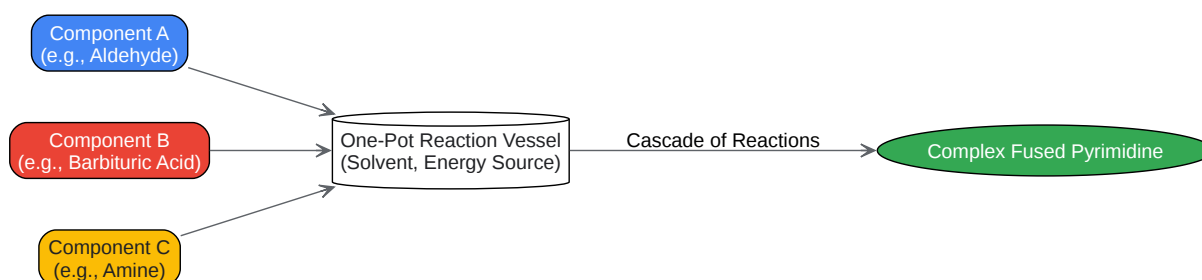 Component A
(e.g., Aldehyde)
Component B
(e.g., Barbituric Acid)
Component C
(e.g., Amine)
One-Pot Reaction Vessel
(Solvent, Energy Source)
Cascade of Reactions
Complex Fused Pyrimidine